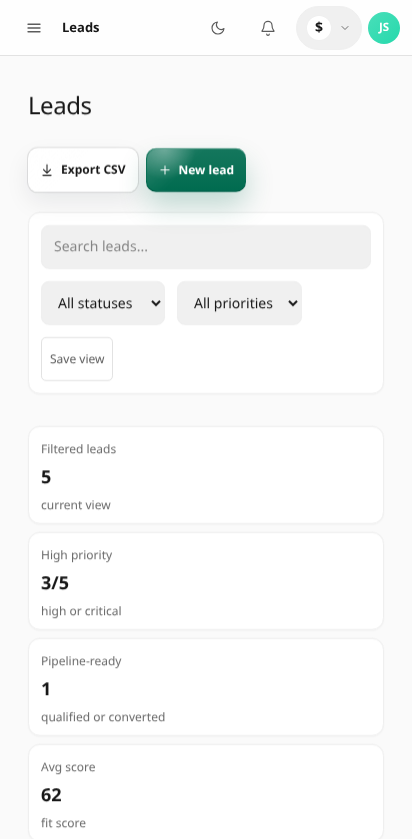 Leads
$
JS
Leads
Export CSV
New lead
Search leads...
All statuses
All priorities
Save view
Filtered leads
5
current view
High priority
3/5
high or critical
Pipeline-ready
1
qualified or converted
Avg score
62
fit score